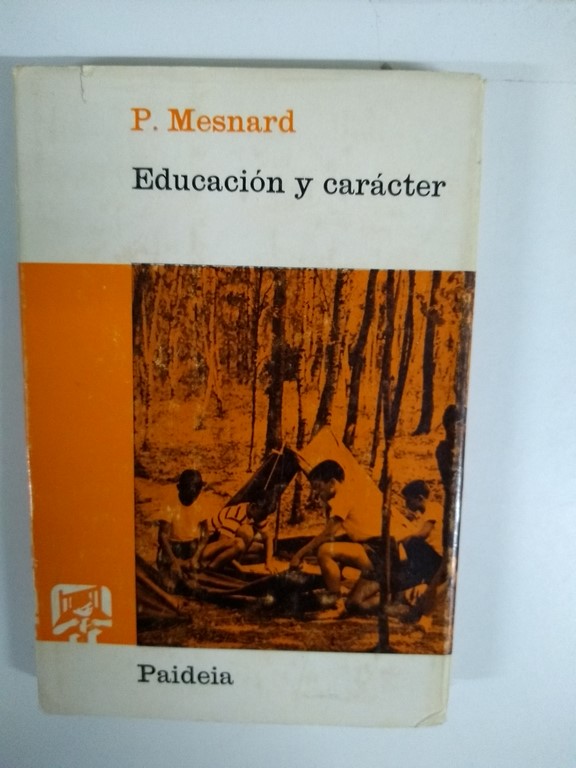 P. Mesnard
Educación y carácter
Paideia